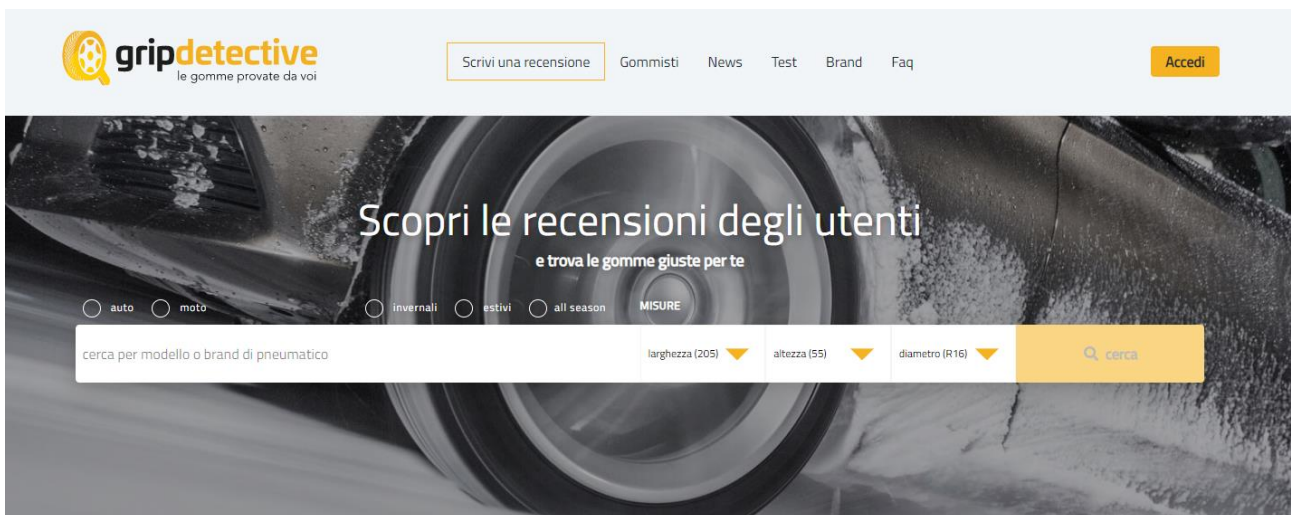 gripdetective
le gomme provate da voi
Scrivi una recensione
Gommisti
News
Test
Brand
Faq
Accedi
Scopri le recensioni degli utenti
e trova le gomme giuste per te
auto
moto
invernali
estivi
all season
MISURE
cerca per modello o brand di pneumatico
larghezza (205)
altezza (55)
diametro (R16)
cerca